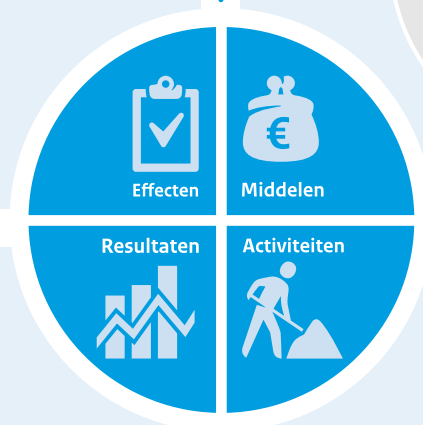 €
Effecten
Middelen
Resultaten
Activiteiten